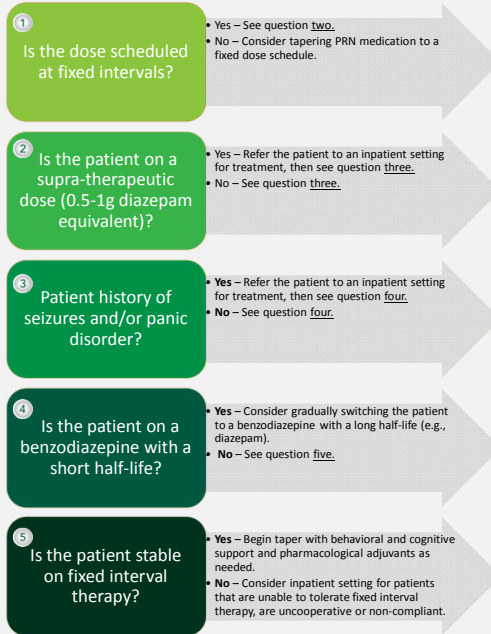 1
Is the dose scheduled
at fixed intervals?
• Yes – See question two.
• No – Consider tapering PRN medication to a
fixed dose schedule.
2
Is the patient on a
supra-therapeutic
dose (0.5-1g diazepam
equivalent)?
• Yes – Refer the patient to an inpatient setting
for treatment, then see question three.
• No – See question three.
3
Patient history of
seizures and/or panic
disorder?
• Yes – Refer the patient to an inpatient setting
for treatment, then see question four.
• No – See question four.
4
Is the patient on a
benzodiazepine with a
short half-life?
• Yes – Consider gradually switching the patient
to a benzodiazepine with a long half-life (e.g.,
diazepam).
• No – See question five.
5
Is the patient stable
on fixed interval
therapy?
• Yes – Begin taper with behavioral and cognitive
support and pharmacological adjuvants as
needed.
• No – Consider inpatient setting for patients
that are unable to tolerate fixed interval
therapy, are uncooperative or non-compliant.